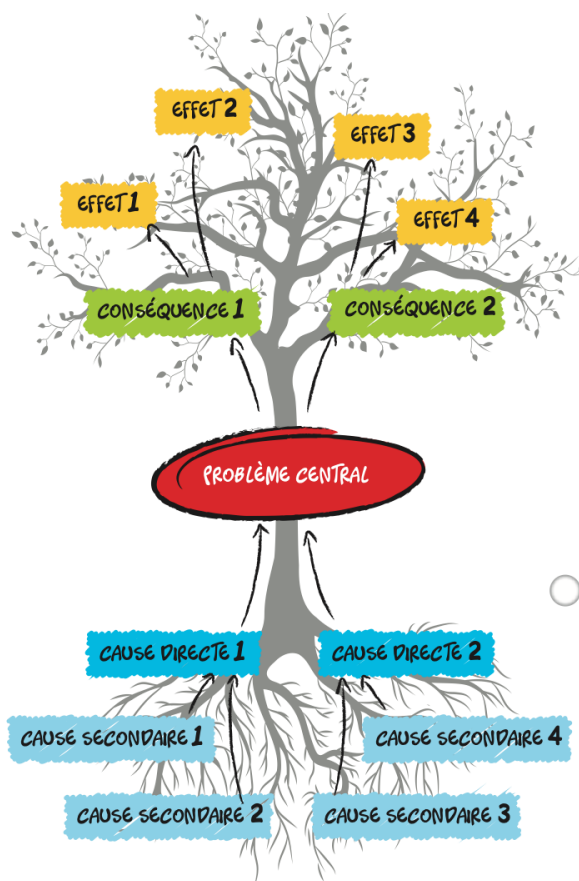 EFFET 2
EFFET 3
EFFET 1
EFFET 4
CONSÉQUENCE 1
CONSÉQUENCE 2
PROBLÈME CENTRAL
CAUSE DIRECTE 1
CAUSE DIRECTE 2
CAUSE SECONDAIRE 1
CAUSE SECONDAIRE 4
CAUSE SECONDAIRE 2
CAUSE SECONDAIRE 3